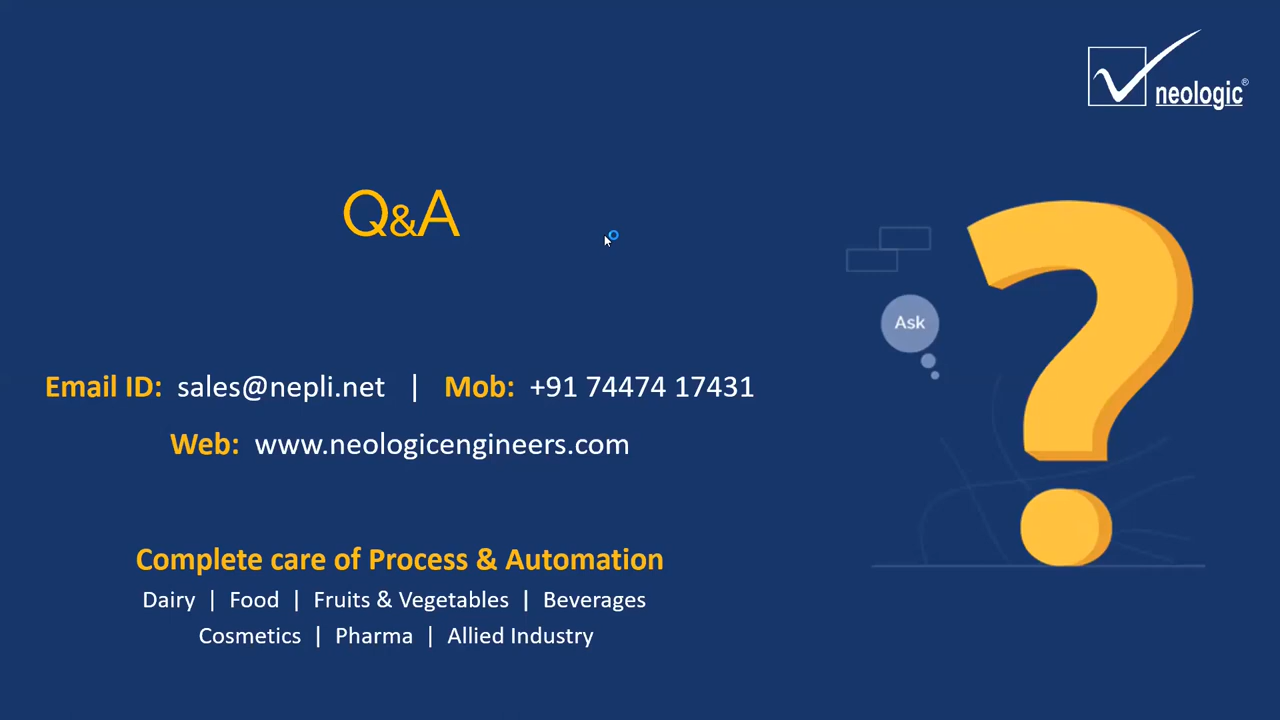 neologic®
Q&A
Ask
Email ID: sales@nepli.net | Mob: +91 74474 17431
Web: www.neologicengineers.com
Complete care of Process & Automation
Dairy | Food | Fruits & Vegetables | Beverages
Cosmetics | Pharma | Allied Industry